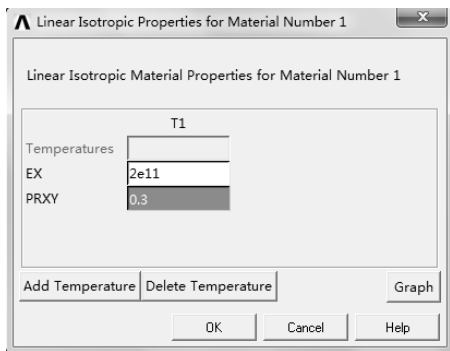 Linear Isotropic Properties for Material Number 1
Linear Isotropic Material Properties for Material Number 1
T1
Temperatures
EX 2e11
PRXY 0.3
Add Temperature Delete Temperature Graph
OK Cancel Help